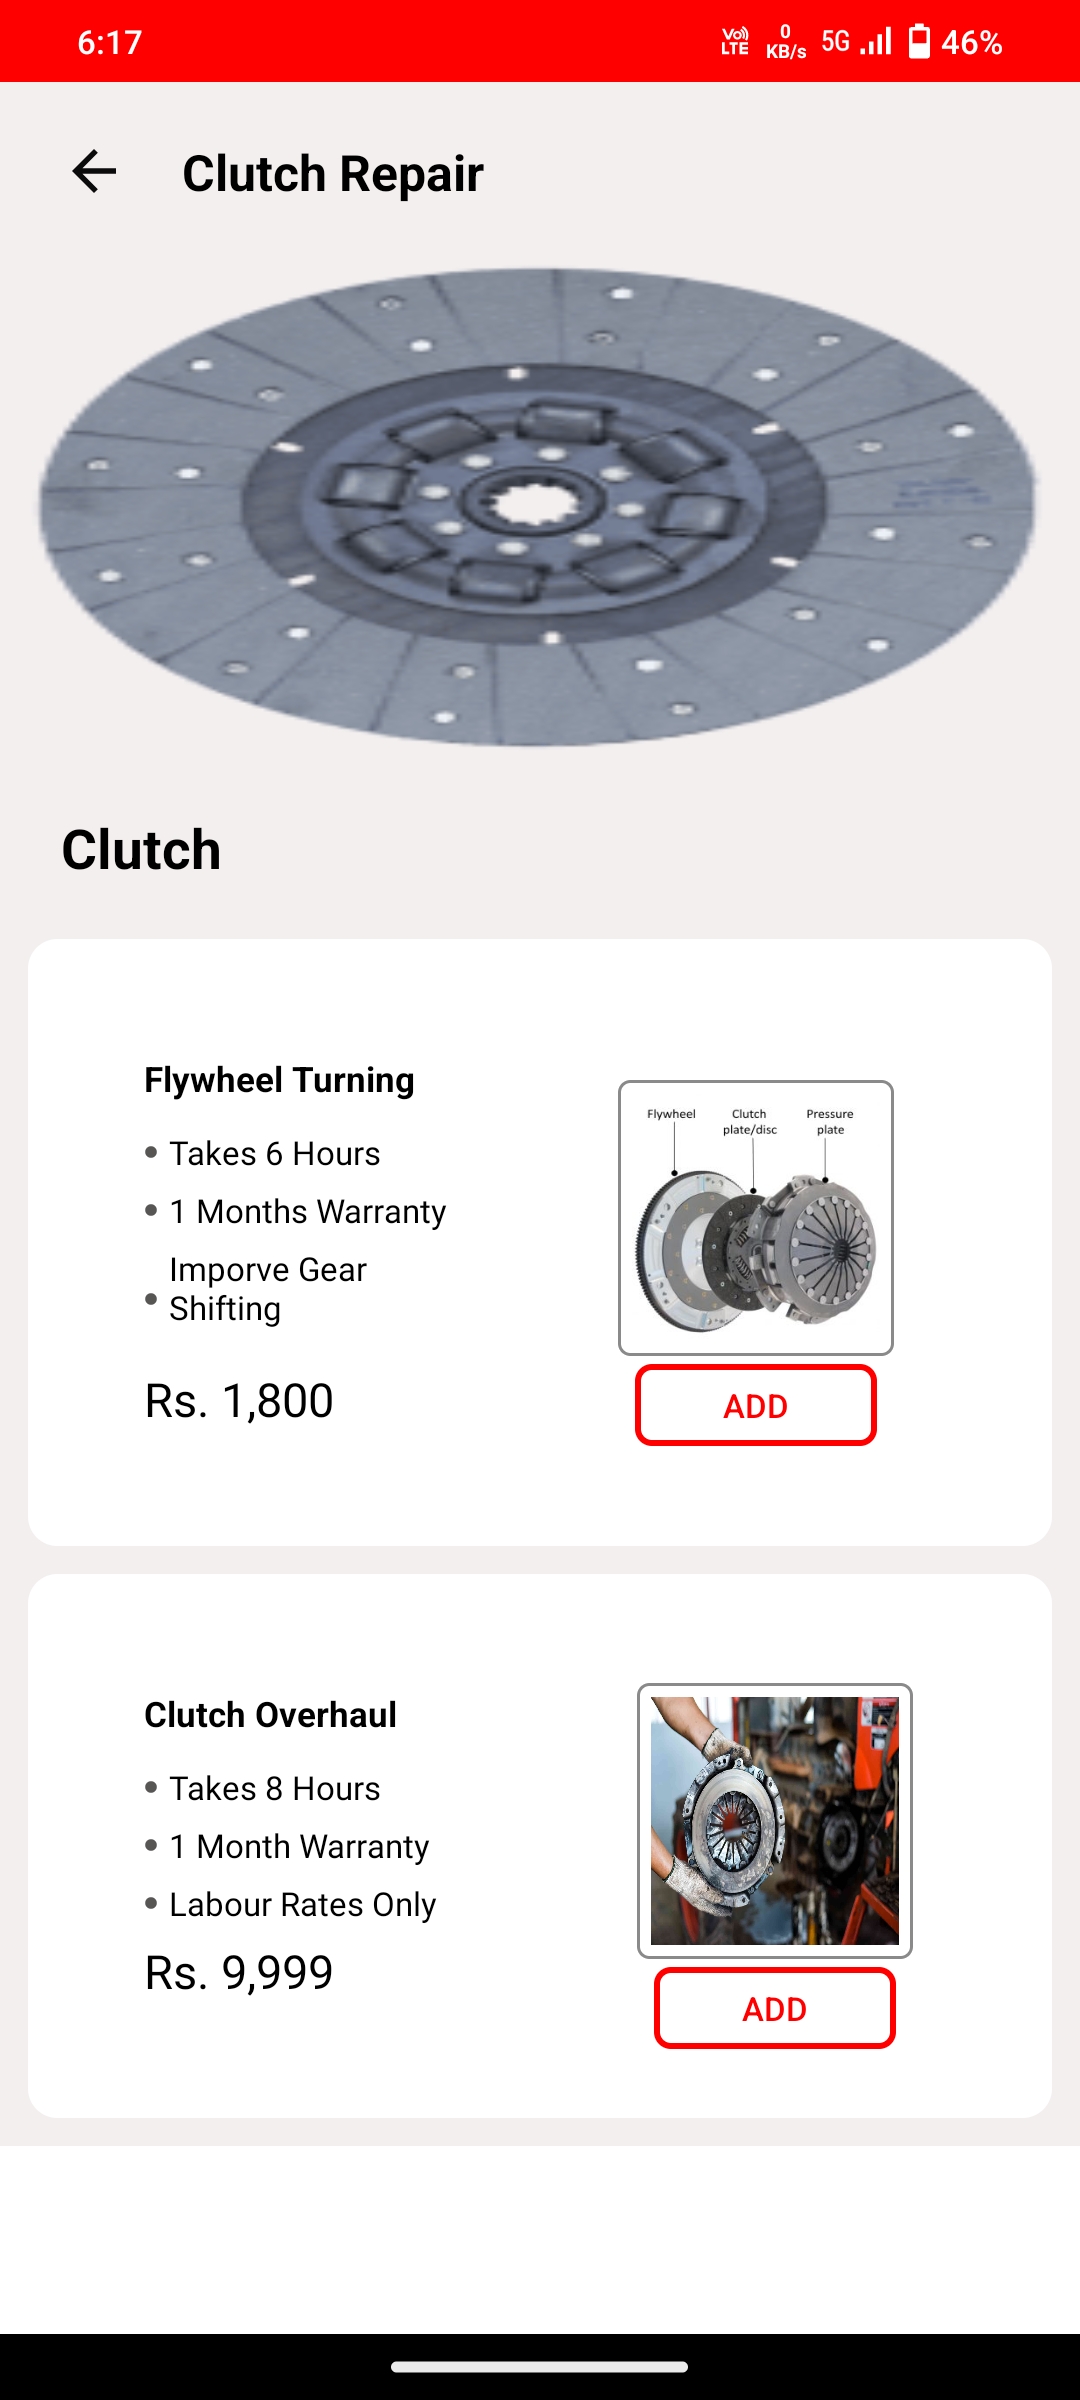 6:17
Vo)) LTE 0 KB/s 5G 46%
Clutch Repair
Clutch
Flywheel Turning
Takes 6 Hours
1 Months Warranty
Imporve Gear
Shifting
Rs. 1,800
Flywheel
Clutch
plate/disc
Pressure
plate
ADD
Clutch Overhaul
Takes 8 Hours
1 Month Warranty
Labour Rates Only
Rs. 9,999
ADD